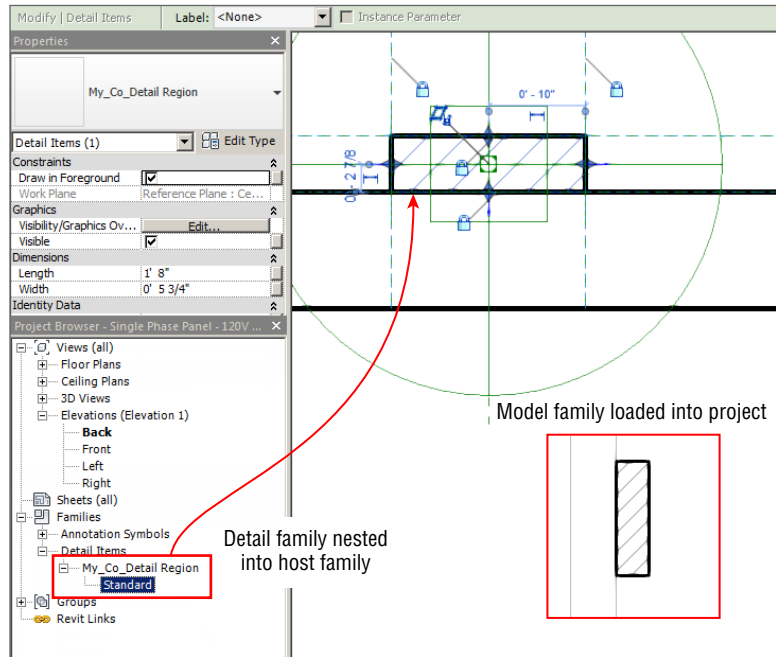 Modify | Detail Items
Label: <None>
Instance Parameter
Properties
My_Co_Detail Region
Detail Items (1)
Edit Type
Constraints
Draw in Foreground
Work Plane
Reference Plane : Ce...
Graphics
Visibility/Graphics Ov...
Edit...
Visible
Dimensions
Length
1' 8"
Width
0' 5 3/4"
Identity Data
Project Browser - Single Phase Panel - 120V ...
Views (all)
Floor Plans
Ceiling Plans
3D Views
Elevations (Elevation 1)
Back
Front
Left
Right
Sheets (all)
Families
Annotation Symbols
Detail Items
My_Co_Detail Region
Standard
Groups
Revit Links
0' - 10"
2 7/8
Model family loaded into project
Detail family nested
into host family